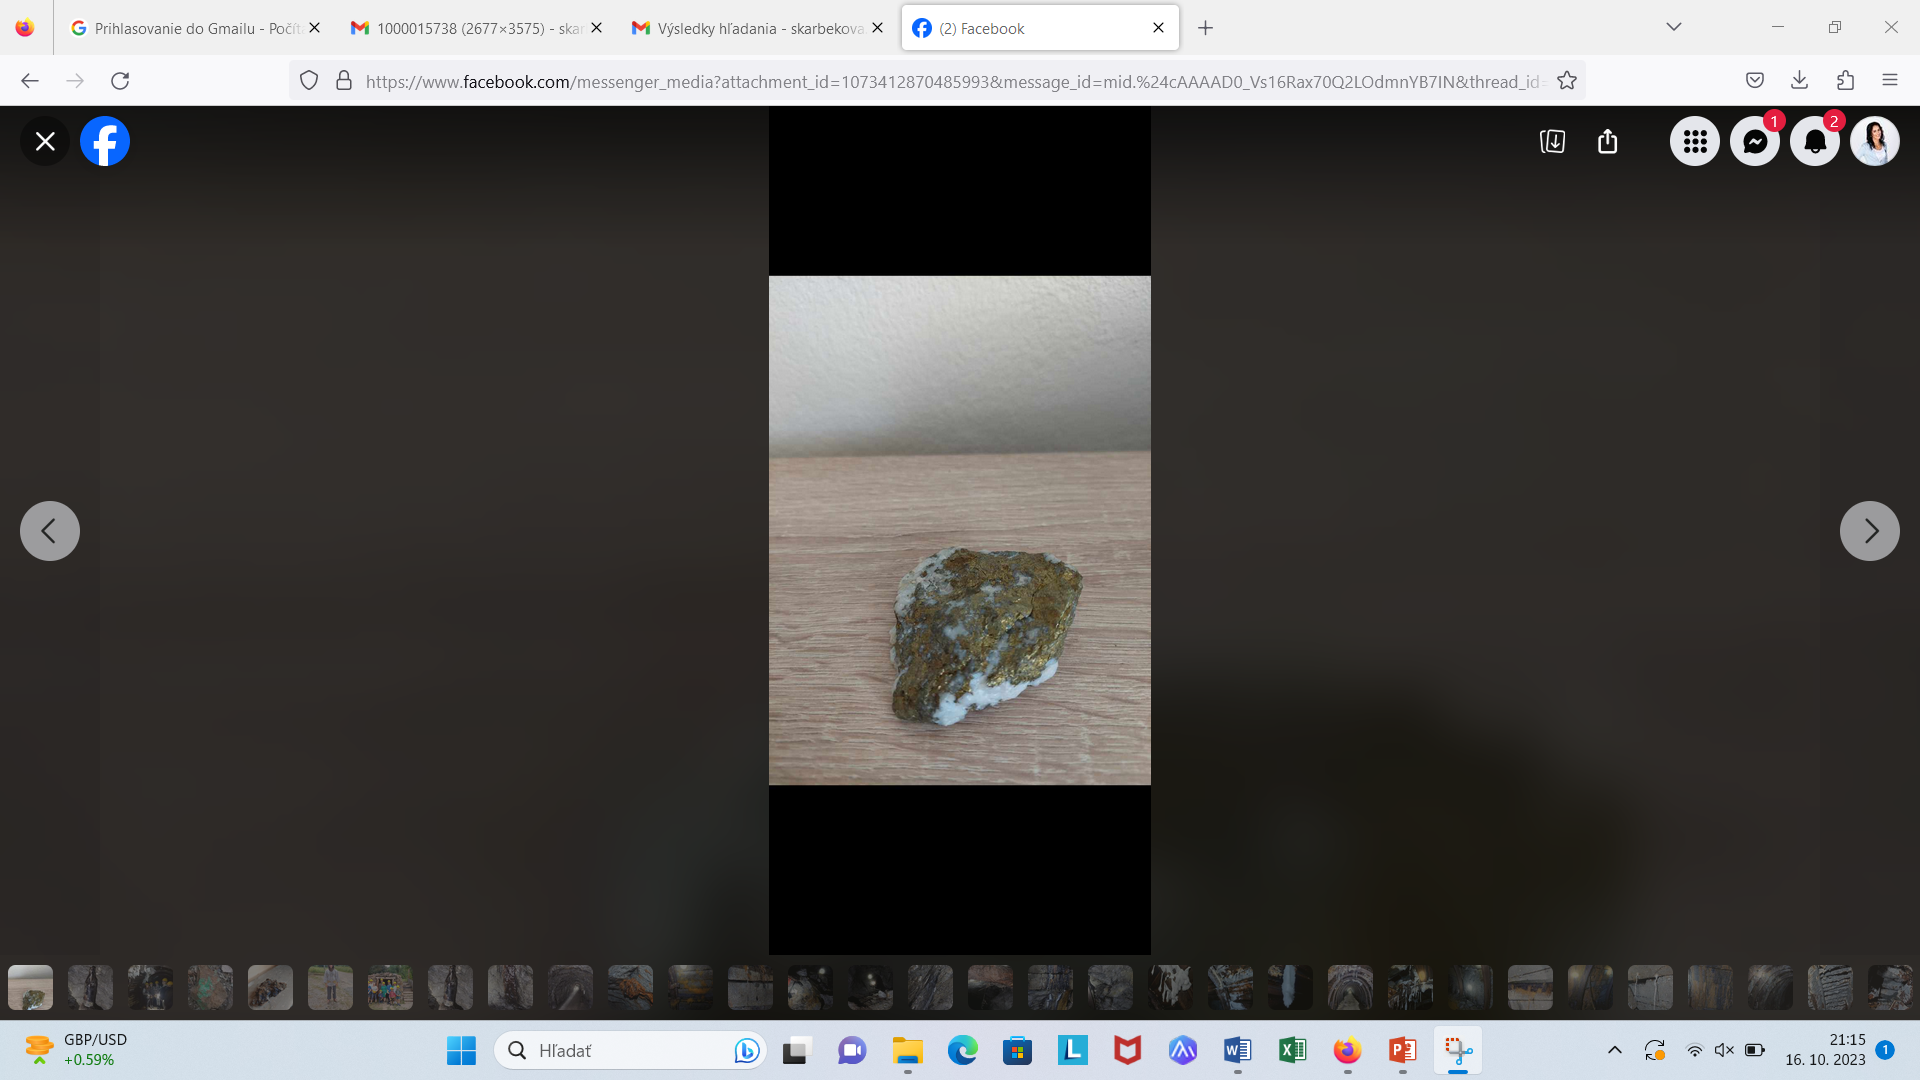 Prihlasovanie do Gmailu - Počíta
1000015738 (2677×3575) - skar
Výsledky hľadania - skarbekova.
(2) Facebook
https://www.facebook.com/messenger_media?attachment_id=1073412870485993&message_id=mid.%24cAAAAD0_Vs16Rax70Q2LOdmnYB7IN&thread_id=
1
2
GBP/USD
+0.59%
Hľadať
21:15
16. 10. 2023
1